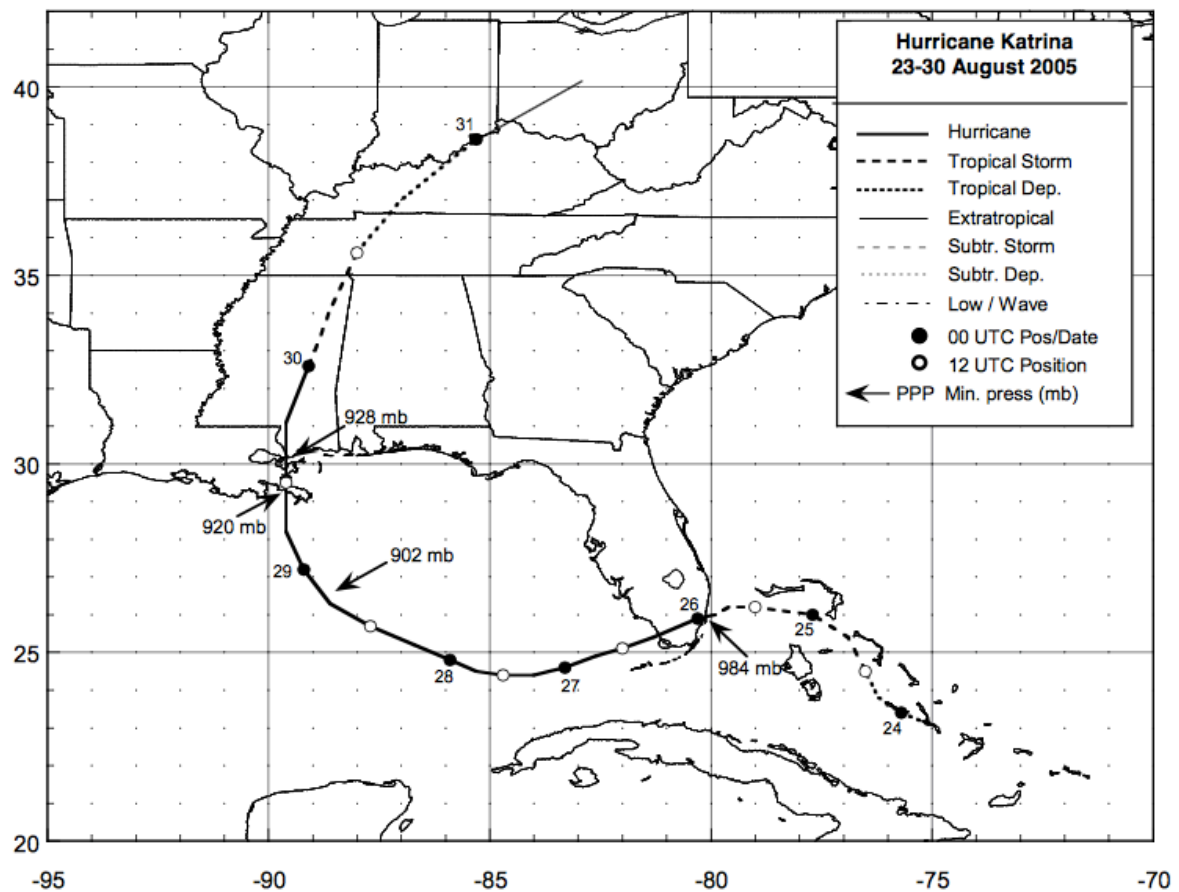 Hurricane Katrina
23-30 August 2005
Hurricane
Tropical Storm
Tropical Dep.
Extratropical
Subtr. Storm
Subtr. Dep.
Low / Wave
00 UTC Pos/Date
12 UTC Position
PPP Min. press (mb)
40
35
30
25
20
31
30
928 mb
920 mb
29
902 mb
28
27
26
984 mb
25
24
-95
-90
-85
-80
-75
-70